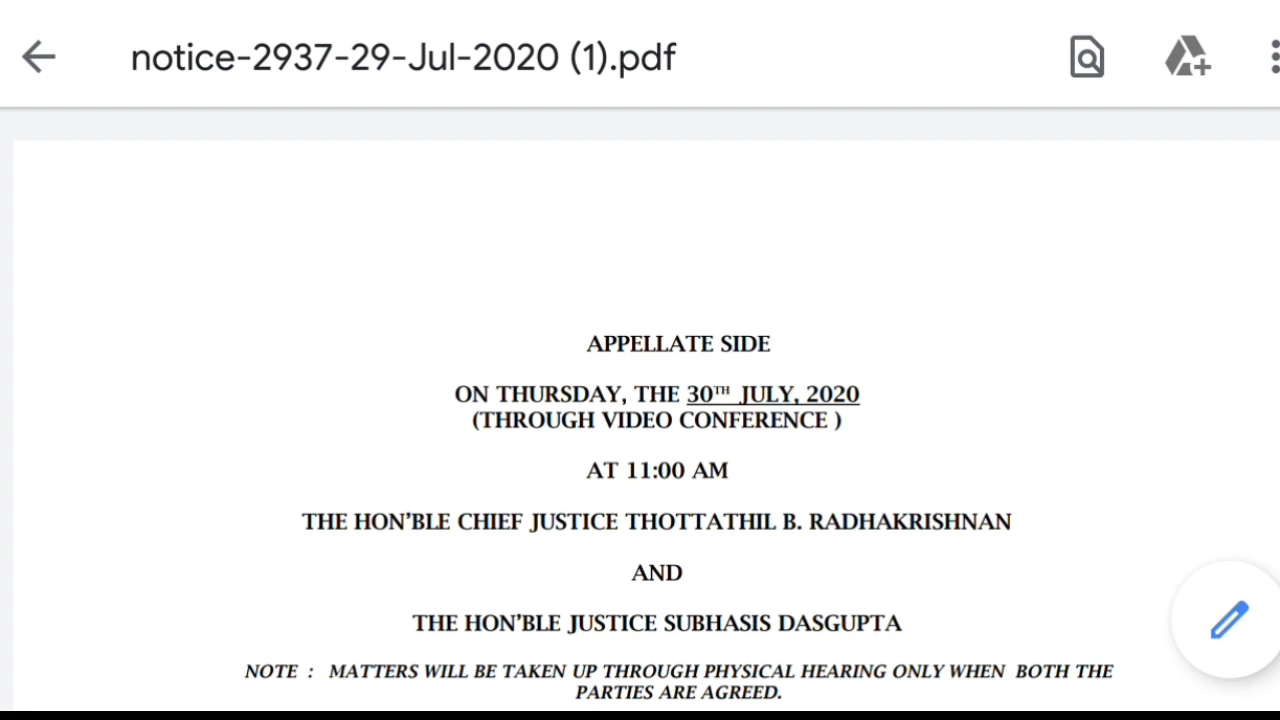 notice-2937-29-Jul-2020 (1).pdf
APPELLATE SIDE
ON THURSDAY, THE 30TH JULY, 2020
(THROUGH VIDEO CONFERENCE )
AT 11:00 AM
THE HON'BLE CHIEF JUSTICE THOTTATHIL B. RADHAKRISHNAN
AND
THE HON'BLE JUSTICE SUBHASIS DASGUPTA
NOTE : MATTERS WILL BE TAKEN UP THROUGH PHYSICAL HEARING ONLY WHEN BOTH THE
PARTIES ARE AGREED.